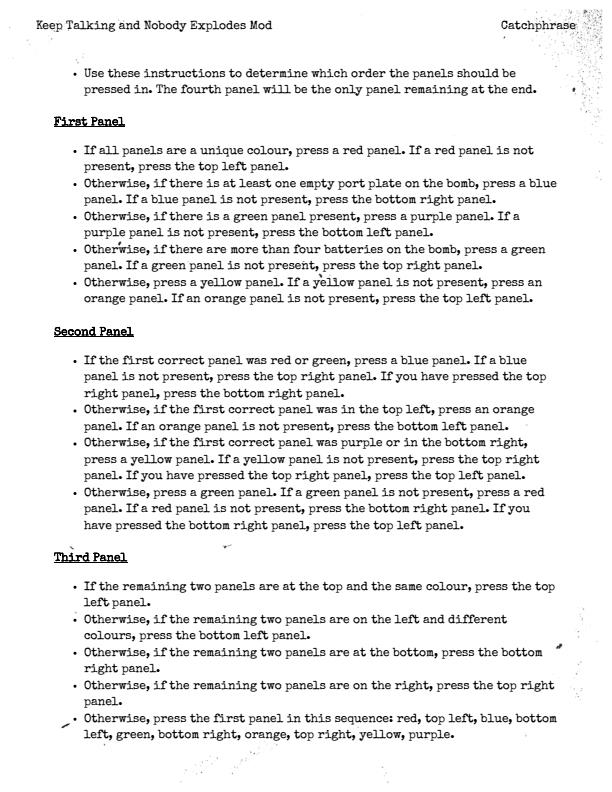 Keep Talking and Nobody Explodes Mod Catchphrase
• Use these instructions to determine which order the panels should be
pressed in. The fourth panel will be the only panel remaining at the end.
First Panel
• If all panels are a unique colour, press a red panel. If a red panel is not
present, press the top left panel.
• Otherwise, if there is at least one empty port plate on the bomb, press a blue
panel. If a blue panel is not present, press the bottom right panel.
• Otherwise, if there is a green panel present, press a purple panel. If a
purple panel is not present, press the bottom left panel.
• Otherwise, if there are more than four batteries on the bomb, press a green
panel. If a green panel is not present, press the top right panel.
• Otherwise, press a yellow panel. If a yellow panel is not present, press an
orange panel. If an orange panel is not present, press the top left panel.
Second Panel
• If the first correct panel was red or green, press a blue panel. If a blue
panel is not present, press the top right panel. If you have pressed the top
right panel, press the bottom right panel.
• Otherwise, if the first correct panel was in the top left, press an orange
panel. If an orange panel is not present, press the bottom left panel.
• Otherwise, if the first correct panel was purple or in the bottom right,
press a yellow panel. If a yellow panel is not present, press the top right
panel. If you have pressed the top right panel, press the top left panel.
• Otherwise, press a green panel. If a green panel is not present, press a red
panel. If a red panel is not present, press the bottom right panel. If you
have pressed the bottom right panel, press the top left panel.
Third Panel
• If the remaining two panels are at the top and the same colour, press the top
left panel.
• Otherwise, if the remaining two panels are on the left and different
colours, press the bottom left panel.
• Otherwise, if the remaining two panels are at the bottom, press the bottom
right panel.
• Otherwise, if the remaining two panels are on the right, press the top right
panel.
• Otherwise, press the first panel in this sequence: red, top left, blue, bottom
left, green, bottom right, orange, top right, yellow, purple.